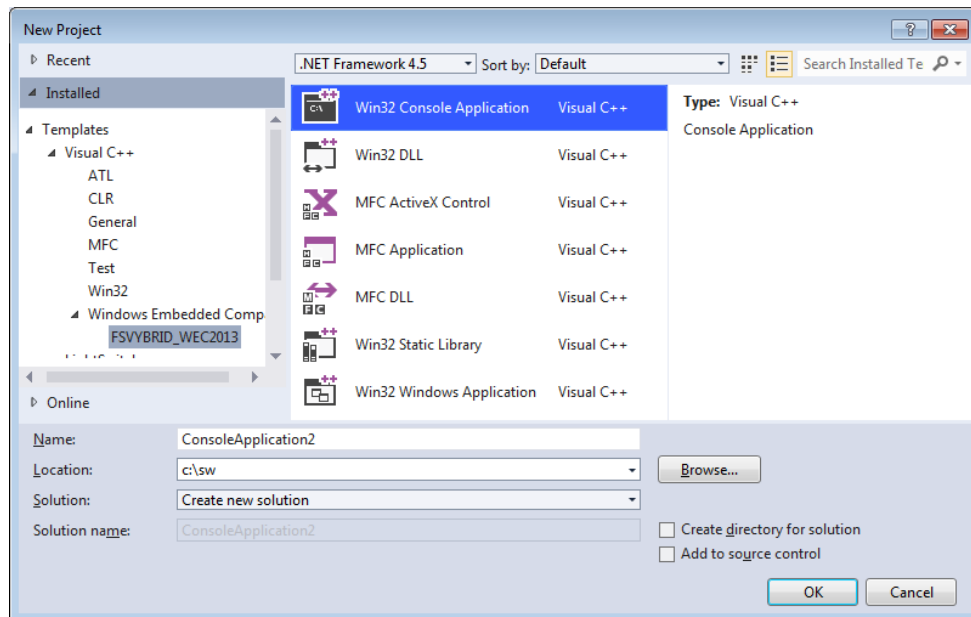 New Project
Recent
.NET Framework 4.5
Sort by:
Default
Search Installed Te
Installed
Templates
Visual C++
ATL
CLR
General
MFC
Test
Win32
Windows Embedded Comp
FSVYBRID_WEC2013
Online
Win32 Console Application Visual C++
Win32 DLL Visual C++
MFC ActiveX Control Visual C++
MFC Application Visual C++
MFC DLL Visual C++
Win32 Static Library Visual C++
Win32 Windows Application Visual C++
Type: Visual C++
Console Application
Name: ConsoleApplication2
Location: c:\sw
Browse...
Solution: Create new solution
Solution name: ConsoleApplication2
Create directory for solution
Add to source control
OK
Cancel